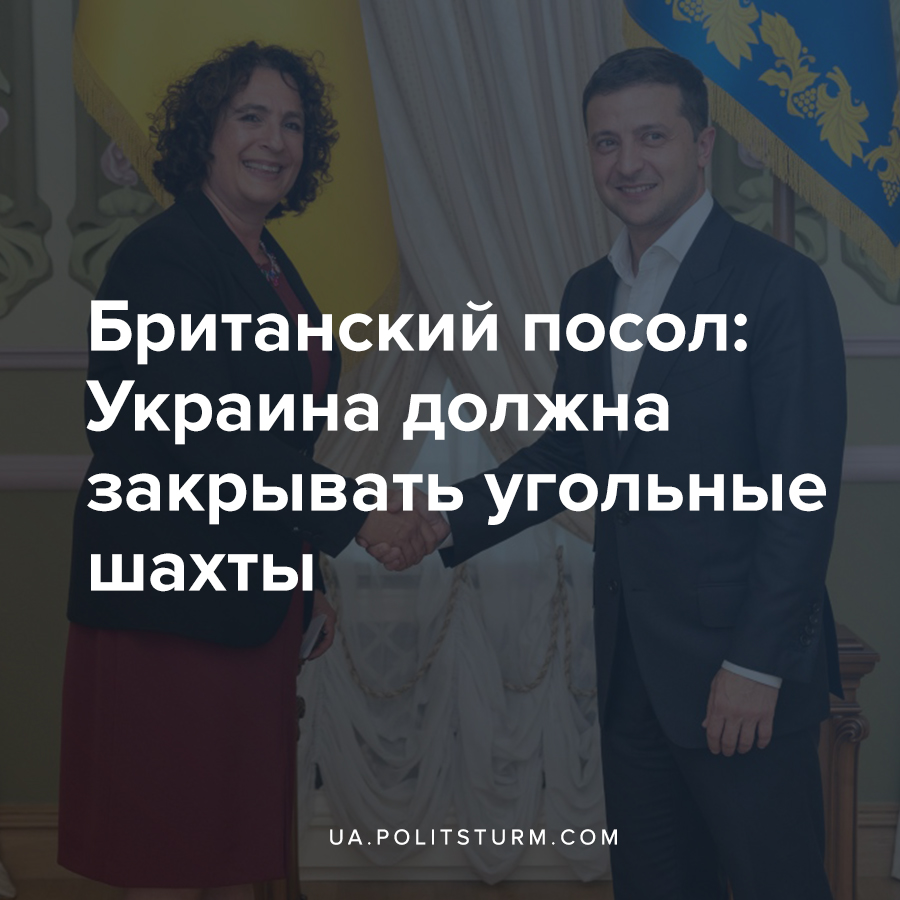 Британский посол:
Украина должна
закрывать угольные
шахты
UA.POLITSTURM.COM